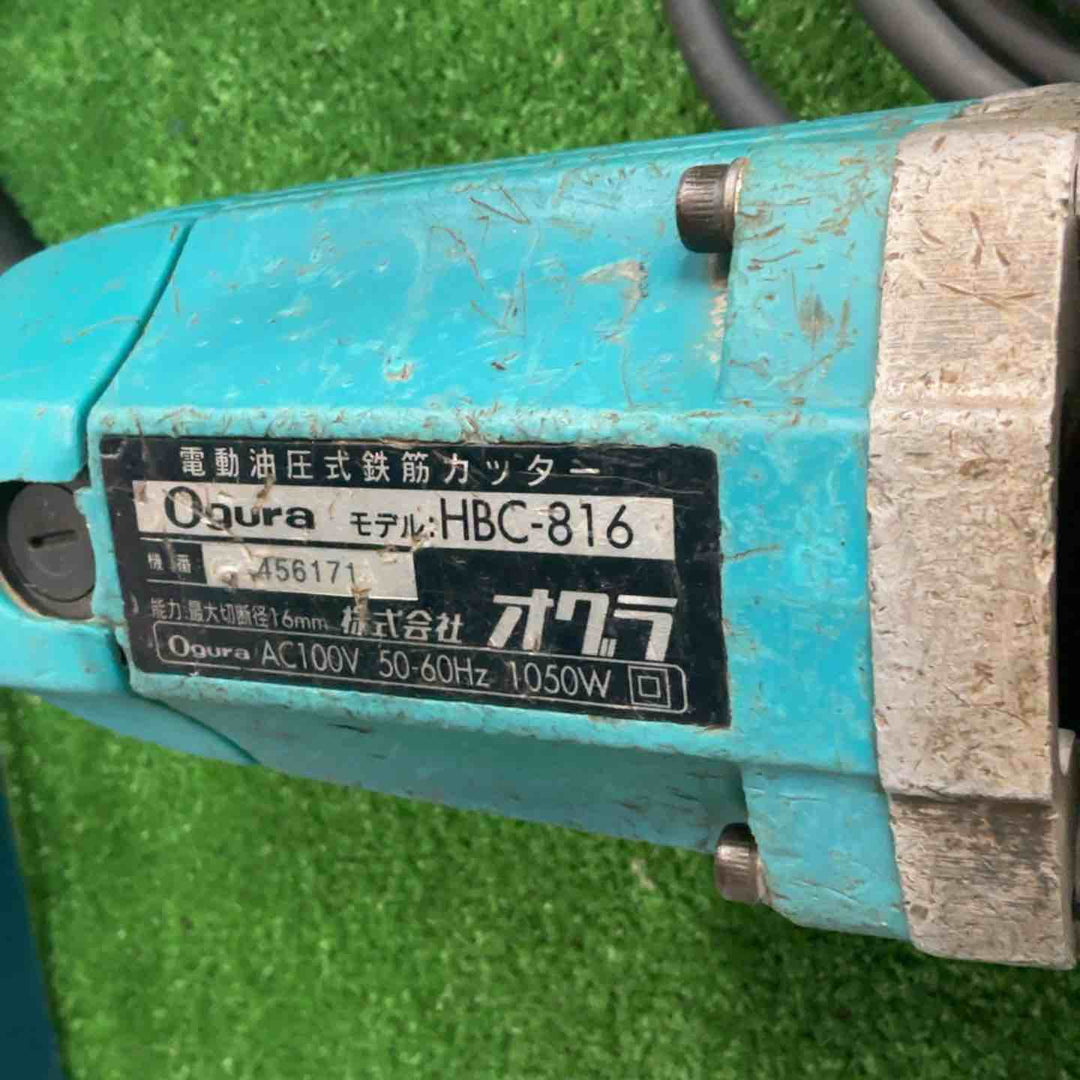 電動油圧式鉄筋カッター
Ogura モデル:HBC-816
機番 456171
能力:最大切断径16mm 株式会社 オグラ
Ogura AC100V 50-60Hz 1050W